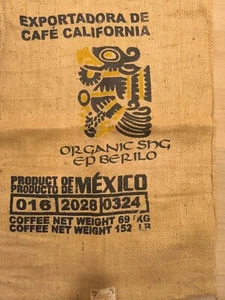 EXPORTADORA DE
CAFÉ CALIFORNIA
ORGANIC SHG
EP BERILO
PRODUCT OF
PRODUCTO DE MÉXICO
016 2028 0324
COFFEE NET WEIGHT 69 KG
COFFEE NET WEIGHT 152 LB